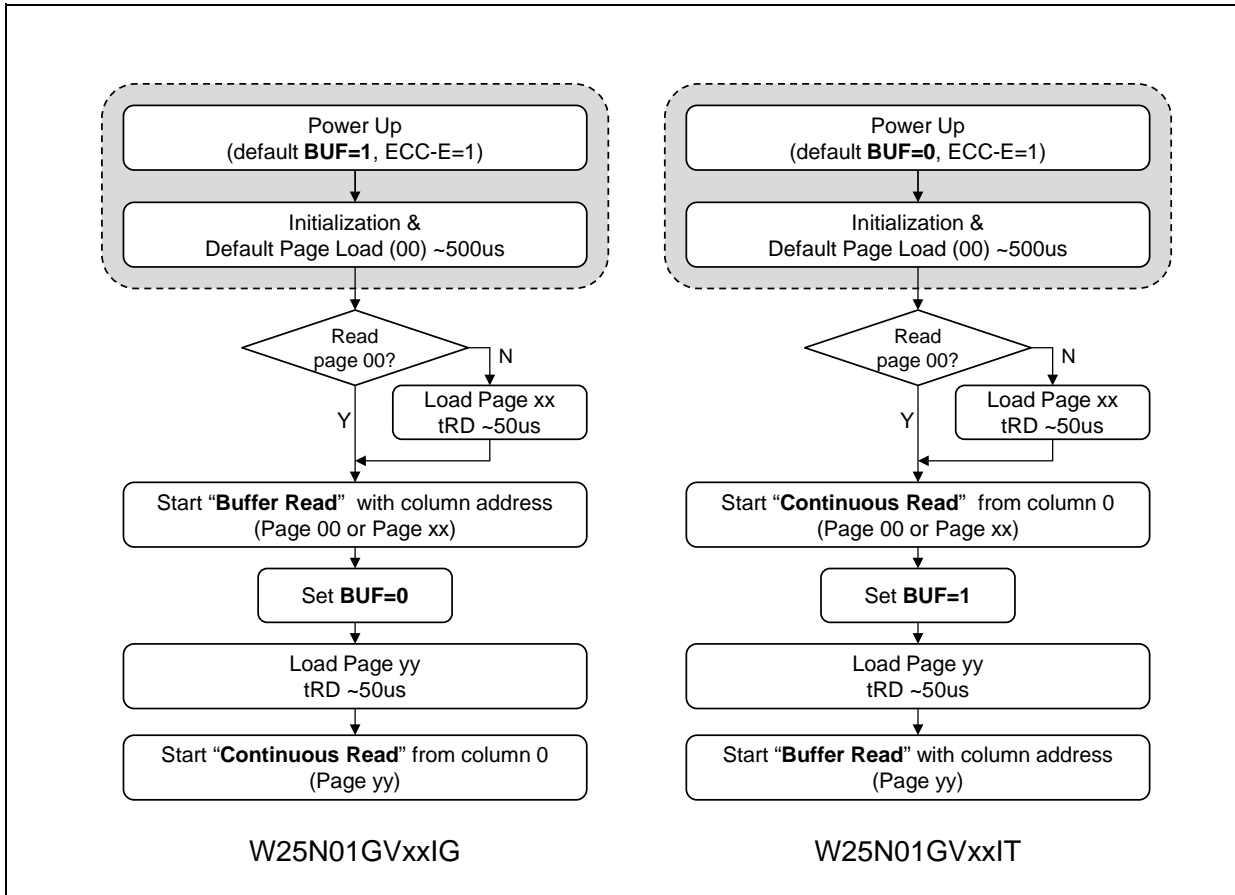 Power Up
(default BUF=1, ECC-E=1)
Initialization &
Default Page Load (00) ~500us
Read
page 00?
N
Load Page xx
tRD ~50us
Y
Start “Buffer Read” with column address
(Page 00 or Page xx)
Set BUF=0
Load Page yy
tRD ~50us
Start “Continuous Read” from column 0
(Page yy)
W25N01GVxxIG
Power Up
(default BUF=0, ECC-E=1)
Initialization &
Default Page Load (00) ~500us
Read
page 00?
N
Load Page xx
tRD ~50us
Y
Start “Continuous Read” from column 0
(Page 00 or Page xx)
Set BUF=1
Load Page yy
tRD ~50us
Start “Buffer Read” with column address
(Page yy)
W25N01GVxxIT